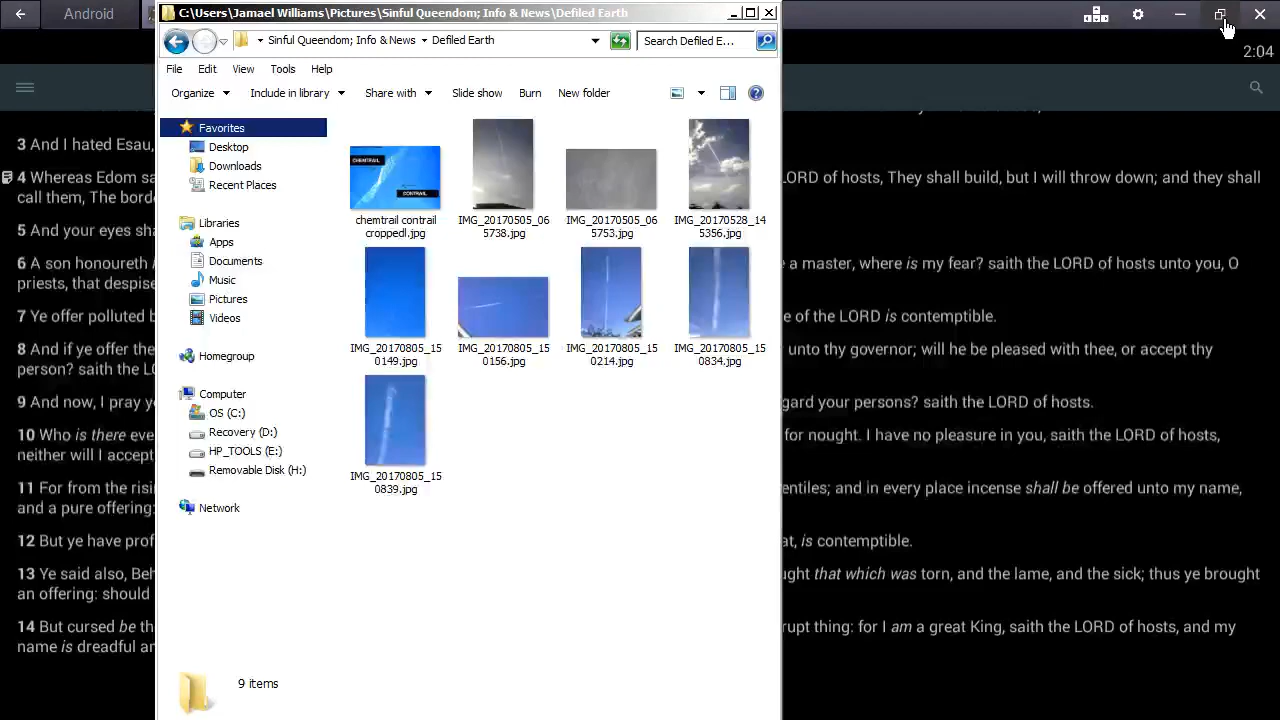 Android
C:\Users\Jamael Williams\Pictures\Sinful Queendom; Info & News\Defiled Earth
Sinful Queendom; Info & News
Defiled Earth
Search Defiled E...
2:04
File Edit View Tools Help
Organize Include in library Share with Slide show Burn New folder
Favorites
Desktop
Downloads
Recent Places
Libraries
Apps
Documents
Music
Pictures
Videos
Homegroup
Computer
OS (C:)
Recovery (D:)
HP_TOOLS (E:)
Removable Disk (H:)
Network
CHEMTRAIL
CONTRAIL
chemtrail contrail
croppedl.jpg
IMG_20170505_06
5738.jpg
IMG_20170505_06
5753.jpg
IMG_20170528_14
5356.jpg
IMG_20170805_15
0149.jpg
IMG_20170805_15
0156.jpg
IMG_20170805_15
0214.jpg
IMG_20170805_15
0834.jpg
IMG_20170805_15
0839.jpg
9 items
3 And I hated Esau,
4 Whereas Edom sa
LORD of hosts, They shall build, but I will throw down; and they shall
call them, The borde
5 And your eyes sha
6 A son honoureth
a master, where is my fear? saith the LORD of hosts unto you, O
priests, that despise
7 Ye offer polluted b
e of the LORD is contemptible.
8 And if ye offer the
unto thy governor; will he be pleased with thee, or accept thy
person? saith the LO
9 And now, I pray yo
gard your persons? saith the LORD of hosts.
10 Who is there eve
for nought. I have no pleasure in you, saith the LORD of hosts,
neither will I accept
11 For from the risin
entiles; and in every place incense shall be offered unto my name,
and a pure offering:
12 But ye have prof
at, is contemptible.
13 Ye said also, Beh
ught that which was torn, and the lame, and the sick; thus ye brought
an offering: should
14 But cursed be th
rupt thing: for I am a great King, saith the LORD of hosts, and my
name is dreadful an